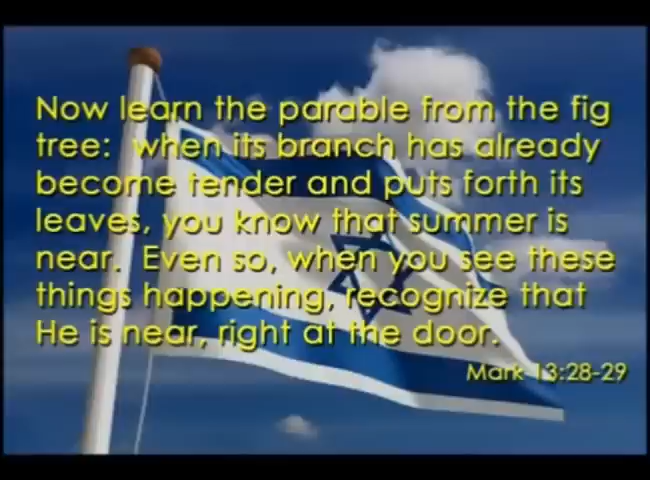 Now learn the parable from the fig
tree:  when its branch has already
become tender and puts forth its
leaves, you know that summer is
near.  Even so, when you see these
things happening, recognize that
He is near, right at the door.
Mark 13:28-29